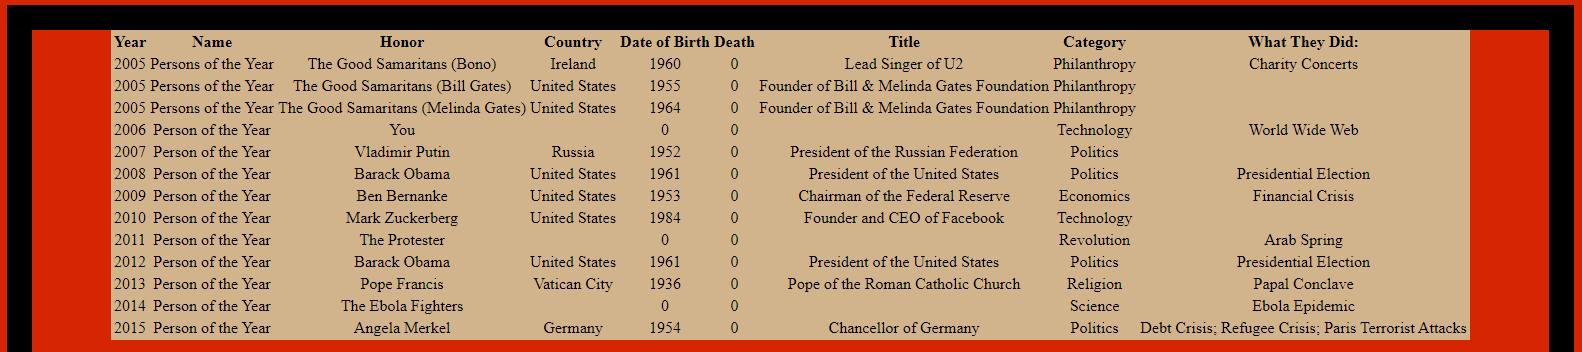 Year Name Honor Country Date of Birth Death Title Category What They Did:
2005 Persons of the Year The Good Samaritans (Bono) Ireland 1960 0 Lead Singer of U2 Philanthropy Charity Concerts
2005 Persons of the Year The Good Samaritans (Bill Gates) United States 1955 0 Founder of Bill & Melinda Gates Foundation Philanthropy
2005 Persons of the Year The Good Samaritans (Melinda Gates) United States 1964 0 Founder of Bill & Melinda Gates Foundation Philanthropy
2006 Person of the Year You 0 0 Technology World Wide Web
2007 Person of the Year Vladimir Putin Russia 1952 0 President of the Russian Federation Politics
2008 Person of the Year Barack Obama United States 1961 0 President of the United States Politics Presidential Election
2009 Person of the Year Ben Bernanke United States 1953 0 Chairman of the Federal Reserve Economics Financial Crisis
2010 Person of the Year Mark Zuckerberg United States 1984 0 Founder and CEO of Facebook Technology
2011 Person of the Year The Protester 0 0 Revolution Arab Spring
2012 Person of the Year Barack Obama United States 1961 0 President of the United States Politics Presidential Election
2013 Person of the Year Pope Francis Vatican City 1936 0 Pope of the Roman Catholic Church Religion Papal Conclave
2014 Person of the Year The Ebola Fighters 0 0 Science Ebola Epidemic
2015 Person of the Year Angela Merkel Germany 1954 0 Chancellor of Germany Politics Debt Crisis; Refugee Crisis; Paris Terrorist Attacks